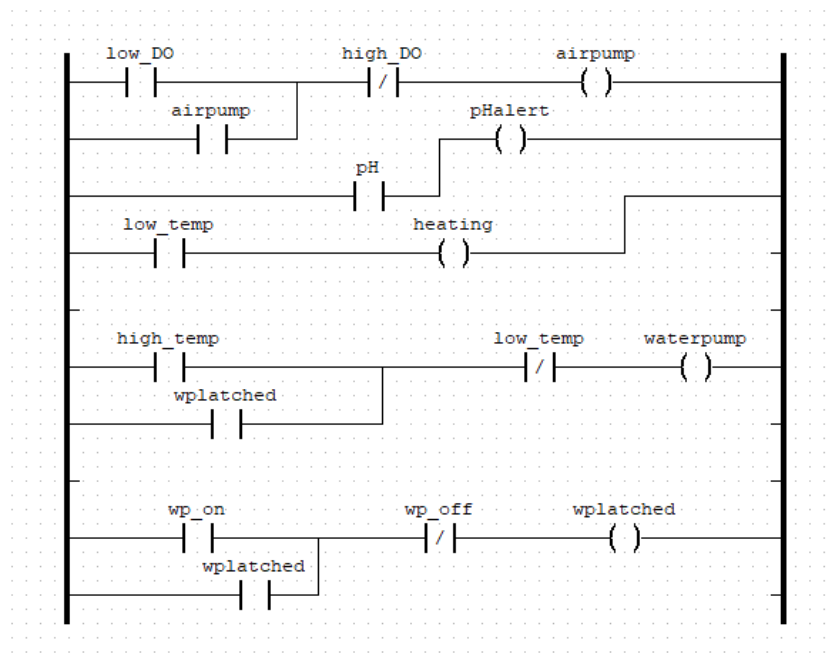 low_DO high_DO airpump
/
airpump pHalert
pH
low_temp heating
high_temp low_temp waterpump
/
wplatched
wp_on wp_off wplatched
/
wplatched